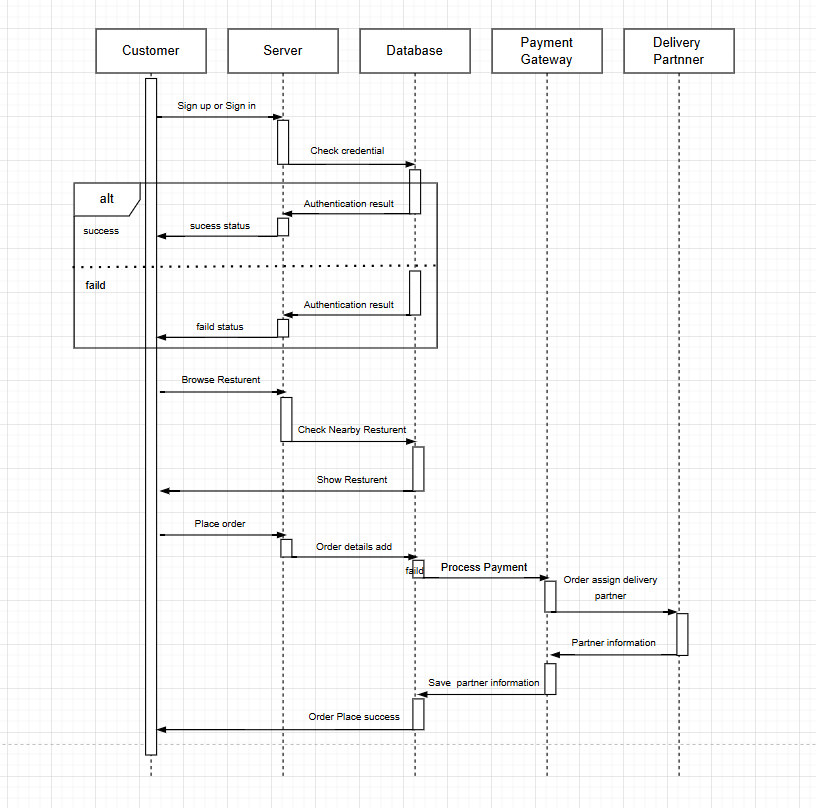 Customer
Server
Database
Payment
Gateway
Delivery
Partnner
Sign up or Sign in
Check credential
alt
Authentication result
success
sucess status
faild
Authentication result
faild status
Browse Resturent
Check Nearby Resturent
Show Resturent
Place order
Order details add
faild
Process Payment
Order assign delivery
partner
Partner information
Save partner information
Order Place success